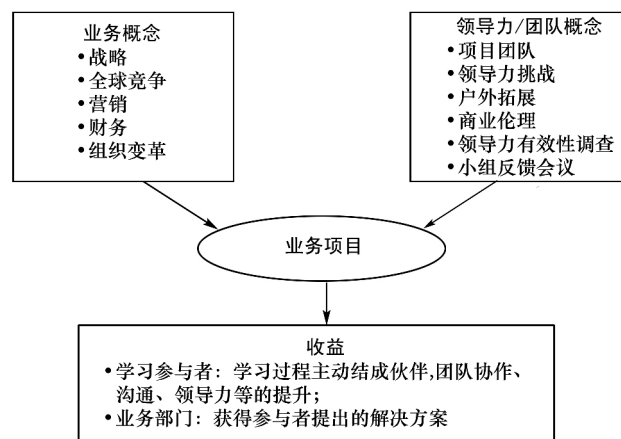 业务概念
•战略
•全球竞争
•营销
•财务
•组织变革
领导力/团队概念
•项目团队
•领导力挑战
•户外拓展
•商业伦理
•领导力有效性调查
•小组反馈会议
业务项目
收益
•学习参与者：学习过程主动结成伙伴,团队协作、
沟通、领导力等的提升；
•业务部门：获得参与者提出的解决方案